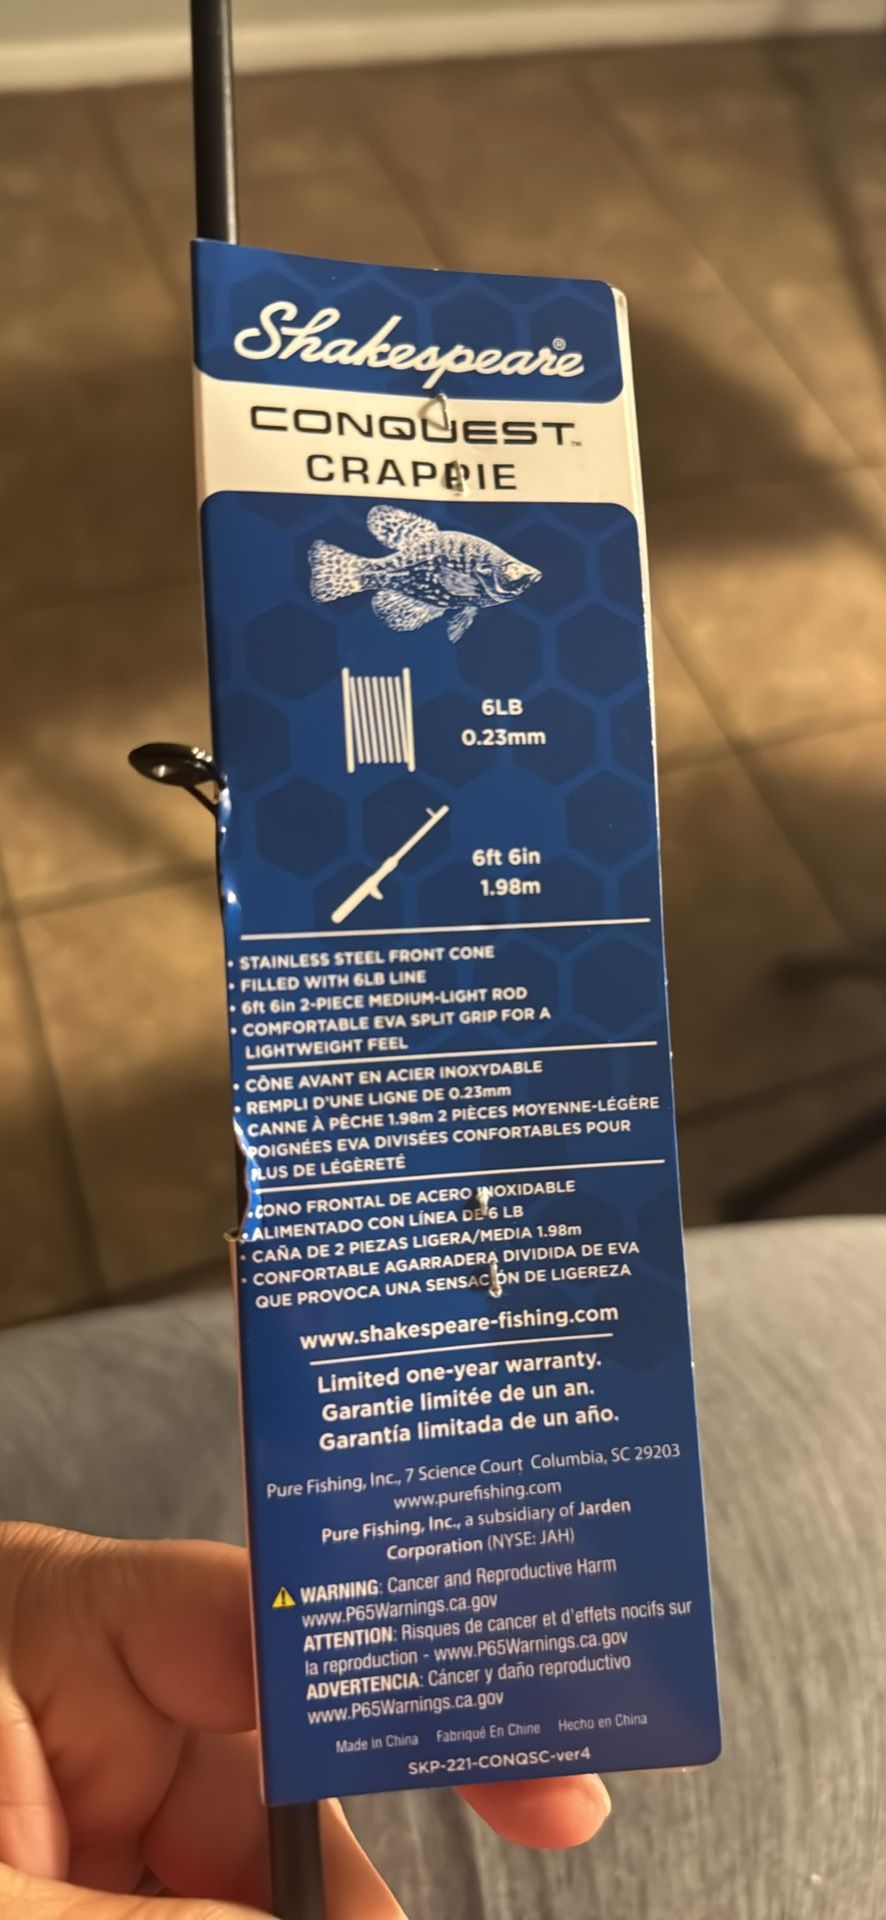 Shakespeare®
CONQUEST™
CRAPPIE
6LB
0.23mm
6ft 6in
1.98m
• STAINLESS STEEL FRONT CONE
• FILLED WITH 6LB LINE
• 6ft 6in 2-PIECE MEDIUM-LIGHT ROD
• COMFORTABLE EVA SPLIT GRIP FOR A
LIGHTWEIGHT FEEL
• CÔNE AVANT EN ACIER INOXYDABLE
• REMPLI D'UNE LIGNE DE 0.23mm
CANNE À PÊCHE 1.98m 2 PIÈCES MOYENNE-LÉGÈRE
POIGNÉES EVA DIVISÉES CONFORTABLES POUR
PLUS DE LÉGÈRETÉ
• CONO FRONTAL DE ACERO INOXIDABLE
• ALIMENTADO CON LÍNEA DE 6 LB
• CAÑA DE 2 PIEZAS LIGERA/MEDIA 1.98m
• CONFORTABLE AGARRADERA DIVIDIDA DE EVA
QUE PROVOCA UNA SENSACIÓN DE LIGEREZA
www.shakespeare-fishing.com
Limited one-year warranty.
Garantie limitée de un an.
Garantía limitada de un año.
Pure Fishing, Inc., 7 Science Court Columbia, SC 29203
www.purefishing.com
Pure Fishing, Inc., a subsidiary of Jarden
Corporation (NYSE: JAH)
WARNING: Cancer and Reproductive Harm
www.P65Warnings.ca.gov
ATTENTION: Risques de cancer et d'effets nocifs sur
la reproduction - www.P65Warnings.ca.gov
ADVERTENCIA: Cáncer y daño reproductivo
www.P65Warnings.ca.gov
Made in China Fabriqué En Chine Hecho en China
SKP-221-CONQSC-ver4